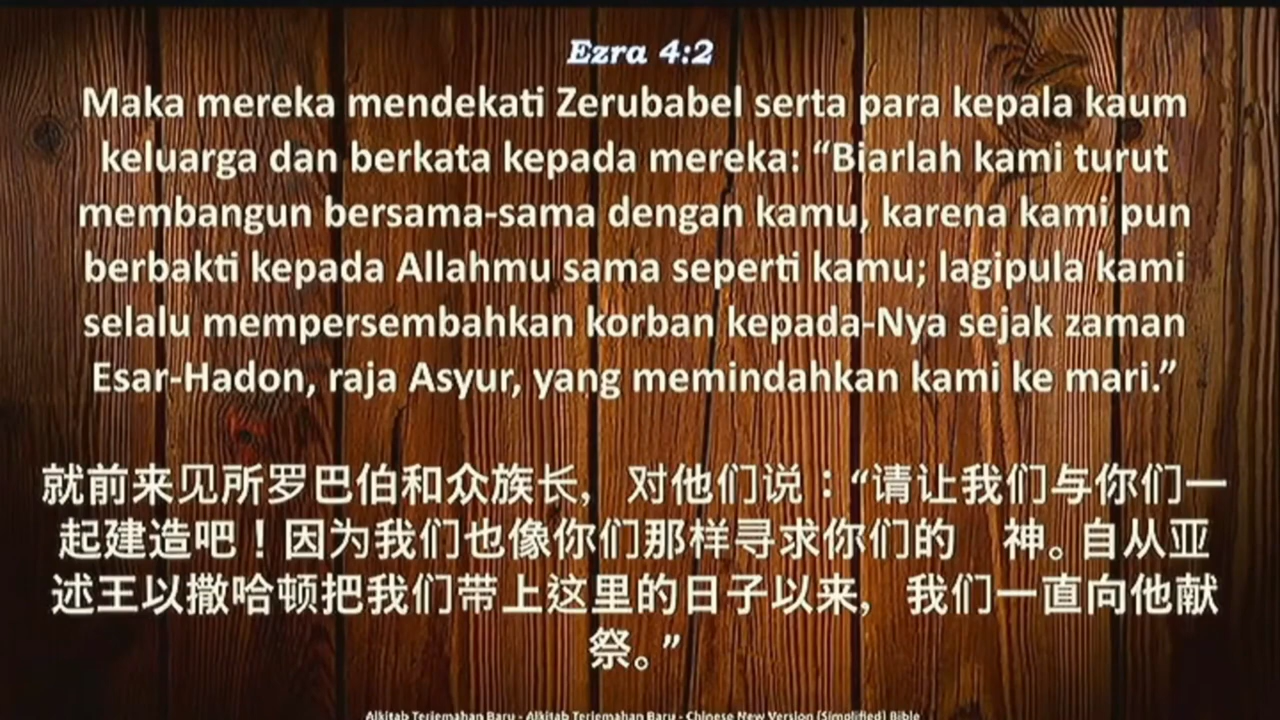 Ezra 4:2
Maka mereka mendekati Zerubabel serta para kepala kaum
keluarga dan berkata kepada mereka: “Biarlah kami turut
membangun bersama-sama dengan kamu, karena kami pun
berbakti kepada Allahmu sama seperti kamu; lagipula kami
selalu mempersembahkan korban kepada-Nya sejak zaman
Esar-Hadon, raja Asyur, yang memindahkan kami ke mari.”
就前来见所罗巴伯和众族长， 对他们说：“请让我们与你们一
起建造吧！因为我们也像你们那样寻求你们的　神。自从亚
述王以撒哈顿把我们带上这里的日子以来， 我们一直向他献
祭。”
Alkitab Terjemahan Baru - Alkitab Terjemahan Baru - Chinese New Version (Simplified) Bible